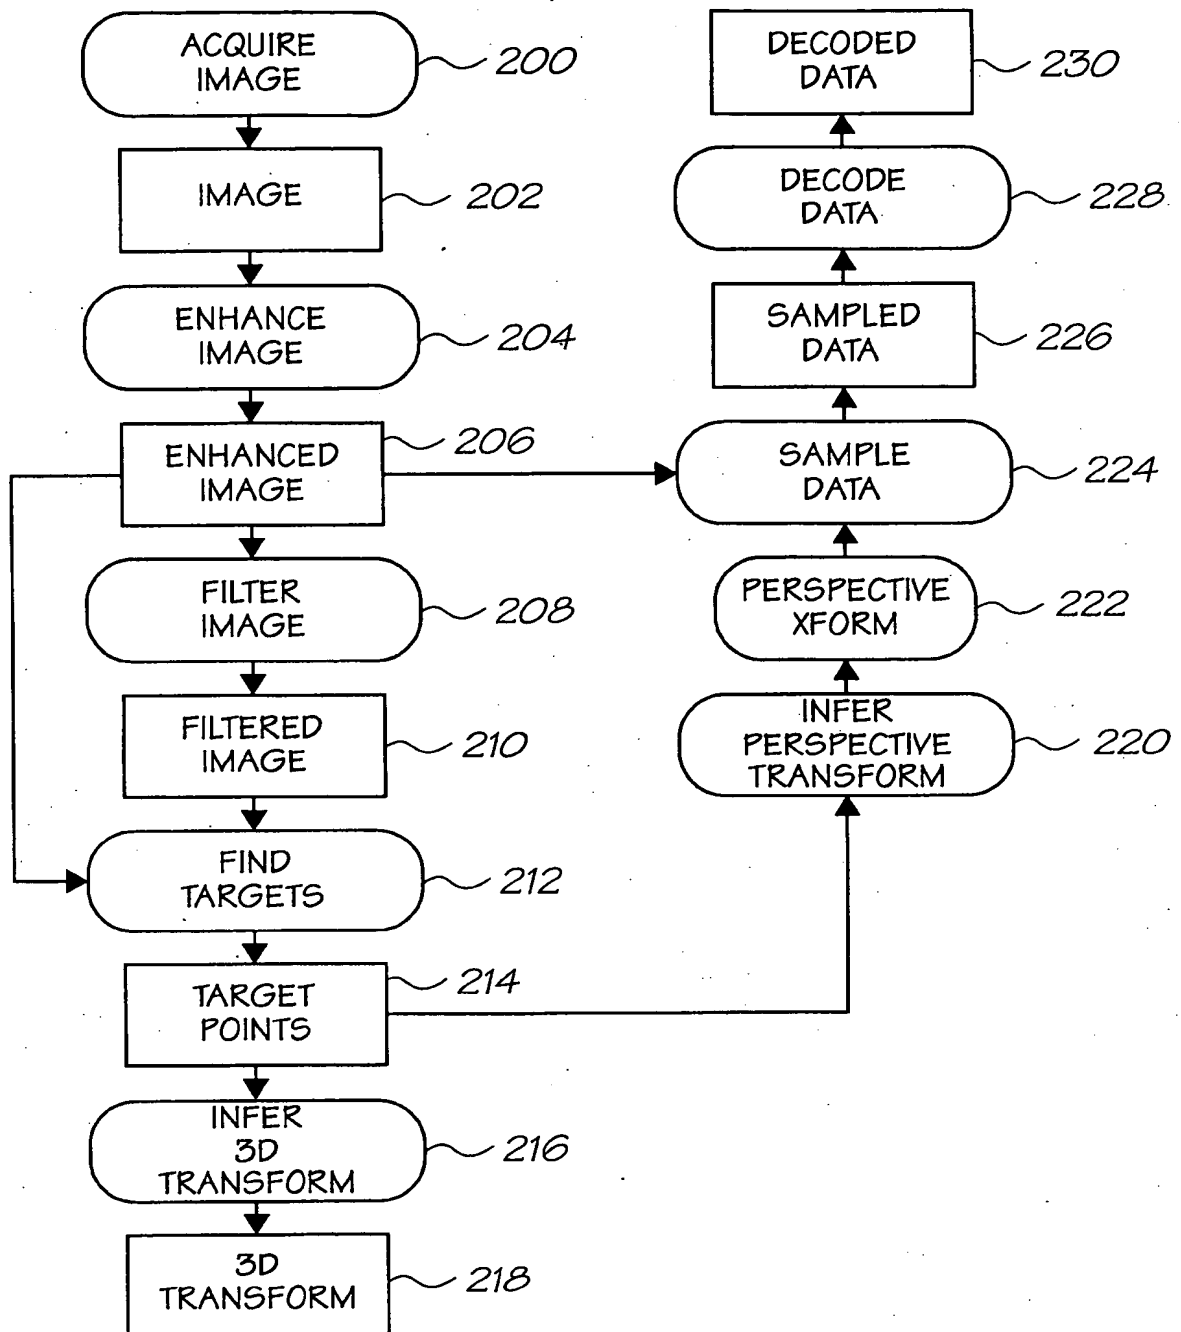 ACQUIRE
IMAGE
200
IMAGE
202
ENHANCE
IMAGE
204
ENHANCED
IMAGE
206
FILTER
IMAGE
208
FILTERED
IMAGE
210
FIND
TARGETS
212
TARGET
POINTS
214
INFER
3D
TRANSFORM
216
3D
TRANSFORM
218
DECODED
DATA
230
DECODE
DATA
228
SAMPLED
DATA
226
SAMPLE
DATA
224
PERSPECTIVE
XFORM
222
INFER
PERSPECTIVE
TRANSFORM
220